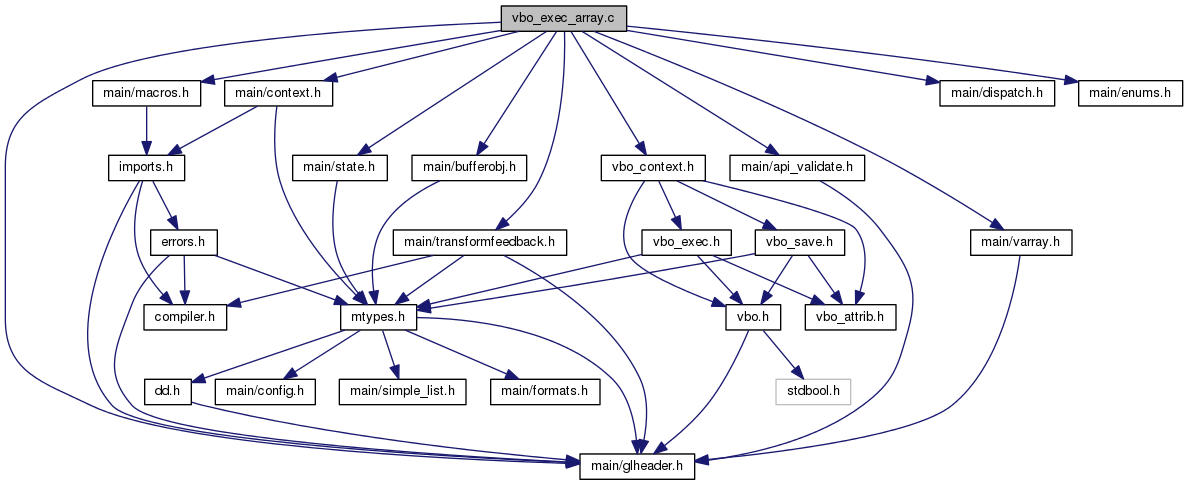 vbo_exec_array.c
main/macros.h
main/context.h
main/dispatch.h
main/enums.h
imports.h
main/state.h
main/bufferobj.h
vbo_context.h
main/api_validate.h
errors.h
main/transformfeedback.h
vbo_exec.h
vbo_save.h
main/varray.h
compiler.h
mtypes.h
vbo.h
vbo_attrib.h
dd.h
main/config.h
main/simple_list.h
main/formats.h
stdbool.h
main/glheader.h